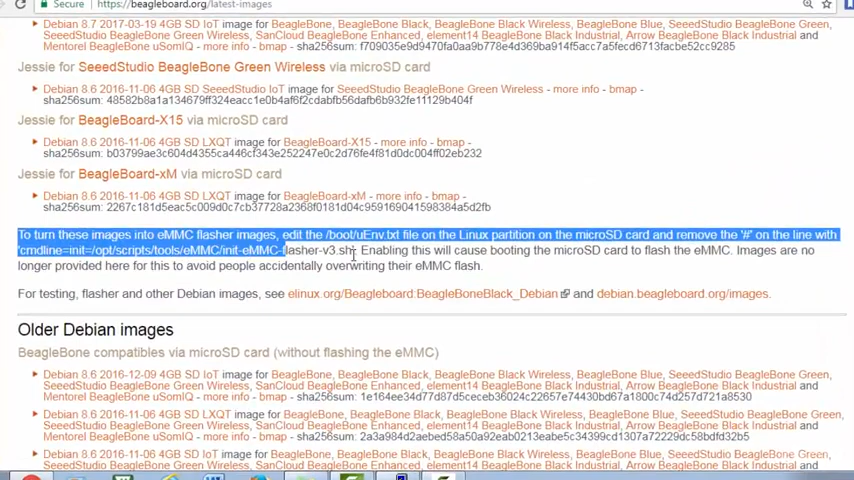 Secure
https://beagleboard.org/latest-images
Debian 8.7 2017-03-19 4GB SD IoT image for BeagleBone, BeagleBone Black, BeagleBone Black Wireless, BeagleBone Blue, SeeedStudio BeagleBone Green,
SeeedStudio BeagleBone Green Wireless, SanCloud BeagleBone Enhanced, element14 BeagleBone Black Industrial, Arrow BeagleBone Black Industrial and
Mentorel BeagleBone uSomIQ - more info - bmap - sha256sum: f709035e9d9470fa0aa9b778e4d369ba914f5acc7a5fecd6713facbe52cc9285
Jessie for SeeedStudio BeagleBone Green Wireless via microSD card
Debian 8.6 2016-11-06 4GB SD SeeedStudio IoT image for SeeedStudio BeagleBone Green Wireless - more info - bmap -
sha256sum: 48582b8a1a134679ff324eacc1e0b4af6f2cdabfb56dafb6b932fe11129b404f
Jessie for BeagleBoard-X15 via microSD card
Debian 8.6 2016-11-06 4GB SD LXQT image for BeagleBoard-X15 - more info - bmap -
sha256sum: b03799ae3c604d4355ca446cf343e252247e0c2d76fe4f81d0dc004ff02eb232
Jessie for BeagleBoard-xM via microSD card
Debian 8.6 2016-11-06 4GB SD LXQT image for BeagleBoard-xM - more info - bmap -
sha256sum: 2267c181d5eac5c009d0c7cb37728a2368f0181d04c95916904159838​4a5d2fb
To turn these images into eMMC flasher images, edit the /boot/uEnv.txt file on the Linux partition on the microSD card and remove the '#' on the line with
'cmdline=init=/opt/scripts/tools/eMMC/init-eMMC-flasher-v3.sh'. Enabling this will cause booting the microSD card to flash the eMMC. Images are no
longer provided here for this to avoid people accidentally overwriting their eMMC flash.
For testing, flasher and other Debian images, see elinux.org/Beagleboard:BeagleBoneBlack_Debian and debian.beagleboard.org/images.
Older Debian images
BeagleBone compatibles via microSD card (without flashing the eMMC)
Debian 8.6 2016-12-09 4GB SD IoT image for BeagleBone, BeagleBone Black, BeagleBone Black Wireless, BeagleBone Blue, SeeedStudio BeagleBone Green,
SeeedStudio BeagleBone Green Wireless, SanCloud BeagleBone Enhanced, element14 BeagleBone Black Industrial, Arrow BeagleBone Black Industrial and
Mentorel BeagleBone uSomIQ - more info - bmap - sha256sum: 1e164ee34d77d87d5ceceb36024c22657e74430bd67a1800c74d257d721a8530
Debian 8.6 2016-11-06 4GB SD LXQT image for BeagleBone, BeagleBone Black, BeagleBone Black Wireless, BeagleBone Blue, SeeedStudio BeagleBone Green,
SeeedStudio BeagleBone Green Wireless, SanCloud BeagleBone Enhanced, element14 BeagleBone Black Industrial, Arrow BeagleBone Black Industrial and
Mentorel BeagleBone uSomIQ - more info - bmap - sha256sum: 2a3a984d2aebed58a50a92eab0213eabe5c34399cd1307a72229dc58bdfd32b5
Debian 8.6 2016-11-06 4GB SD IoT image for BeagleBone, BeagleBone Black, BeagleBone Black Wireless, BeagleBone Blue, SeeedStudio BeagleBone Green,
SeeedStudio BeagleBone Green Wireless, SanCloud BeagleBone Enhanced, element14 BeagleBone Black Industrial, Arrow BeagleBone Black Industrial and